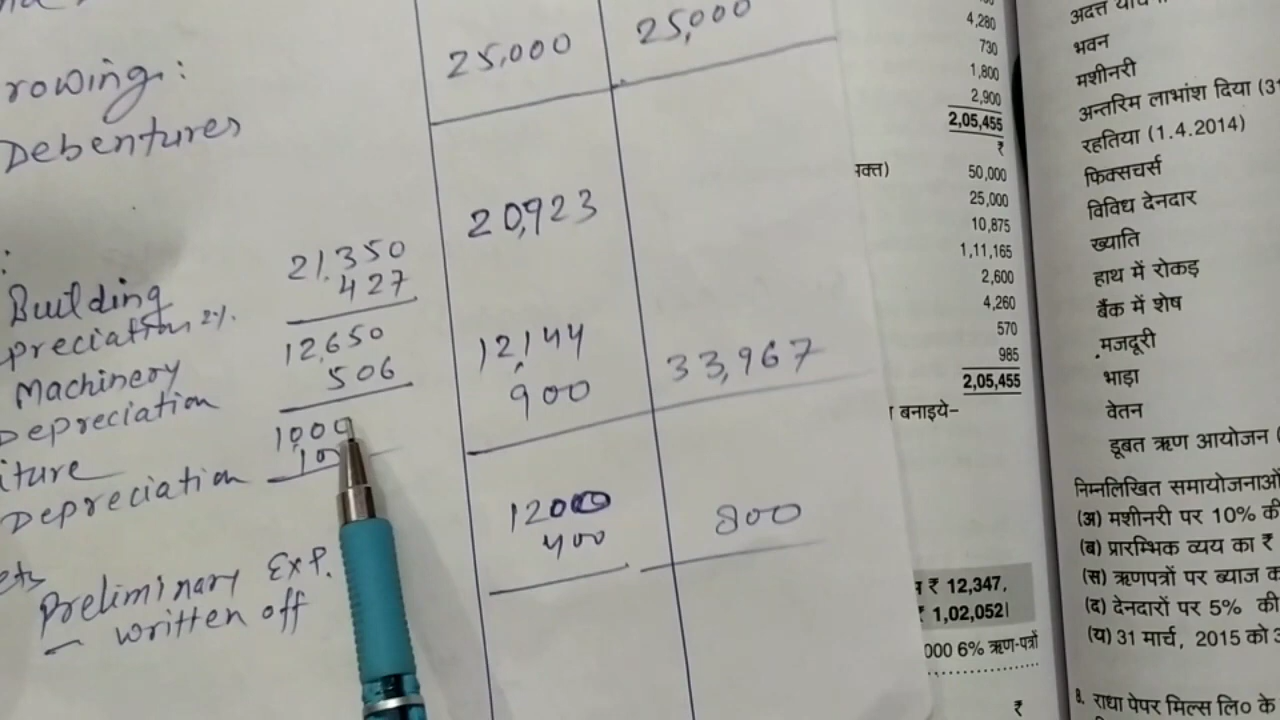 25,000 25,000
rowing:
Debentures
20,923
Building 21,350
preciation 2% 427
Machinery 12,650 12,144
Depreciation 506 900 33,967
iture 1,000
Depreciation
1200 800
Preliminary Exp. 400
— written off
4,280
730
1,800
2,900
2,05,455
₹
50,000
25,000
10,875
1,11,165
2,600
4,260
570
985
2,05,455
बनाइये–
₹ 12,347,
₹ 1,02,052।
000 6% ऋण-पत्रों
₹
अदत्त
भवन
मशीनरी
अन्तरिम लाभांश दिया (31
रहतिया (1.4.2014)
फिक्सचर्स
विविध देनदार
ख्याति
हाथ में रोकड़
बैंक में शेष
मजदूरी
भाड़ा
वेतन
डूबत ऋण आयोजन (
निम्नलिखित समायोजनाओं
(अ) मशीनरी पर 10% की
(ब) प्रारम्भिक व्यय का ₹
(स) ऋणपत्रों पर ब्याज
(द) देनदारों पर 5% की
(य) 31 मार्च, 2015 को
8. राधा पेपर मिल्स लि० के